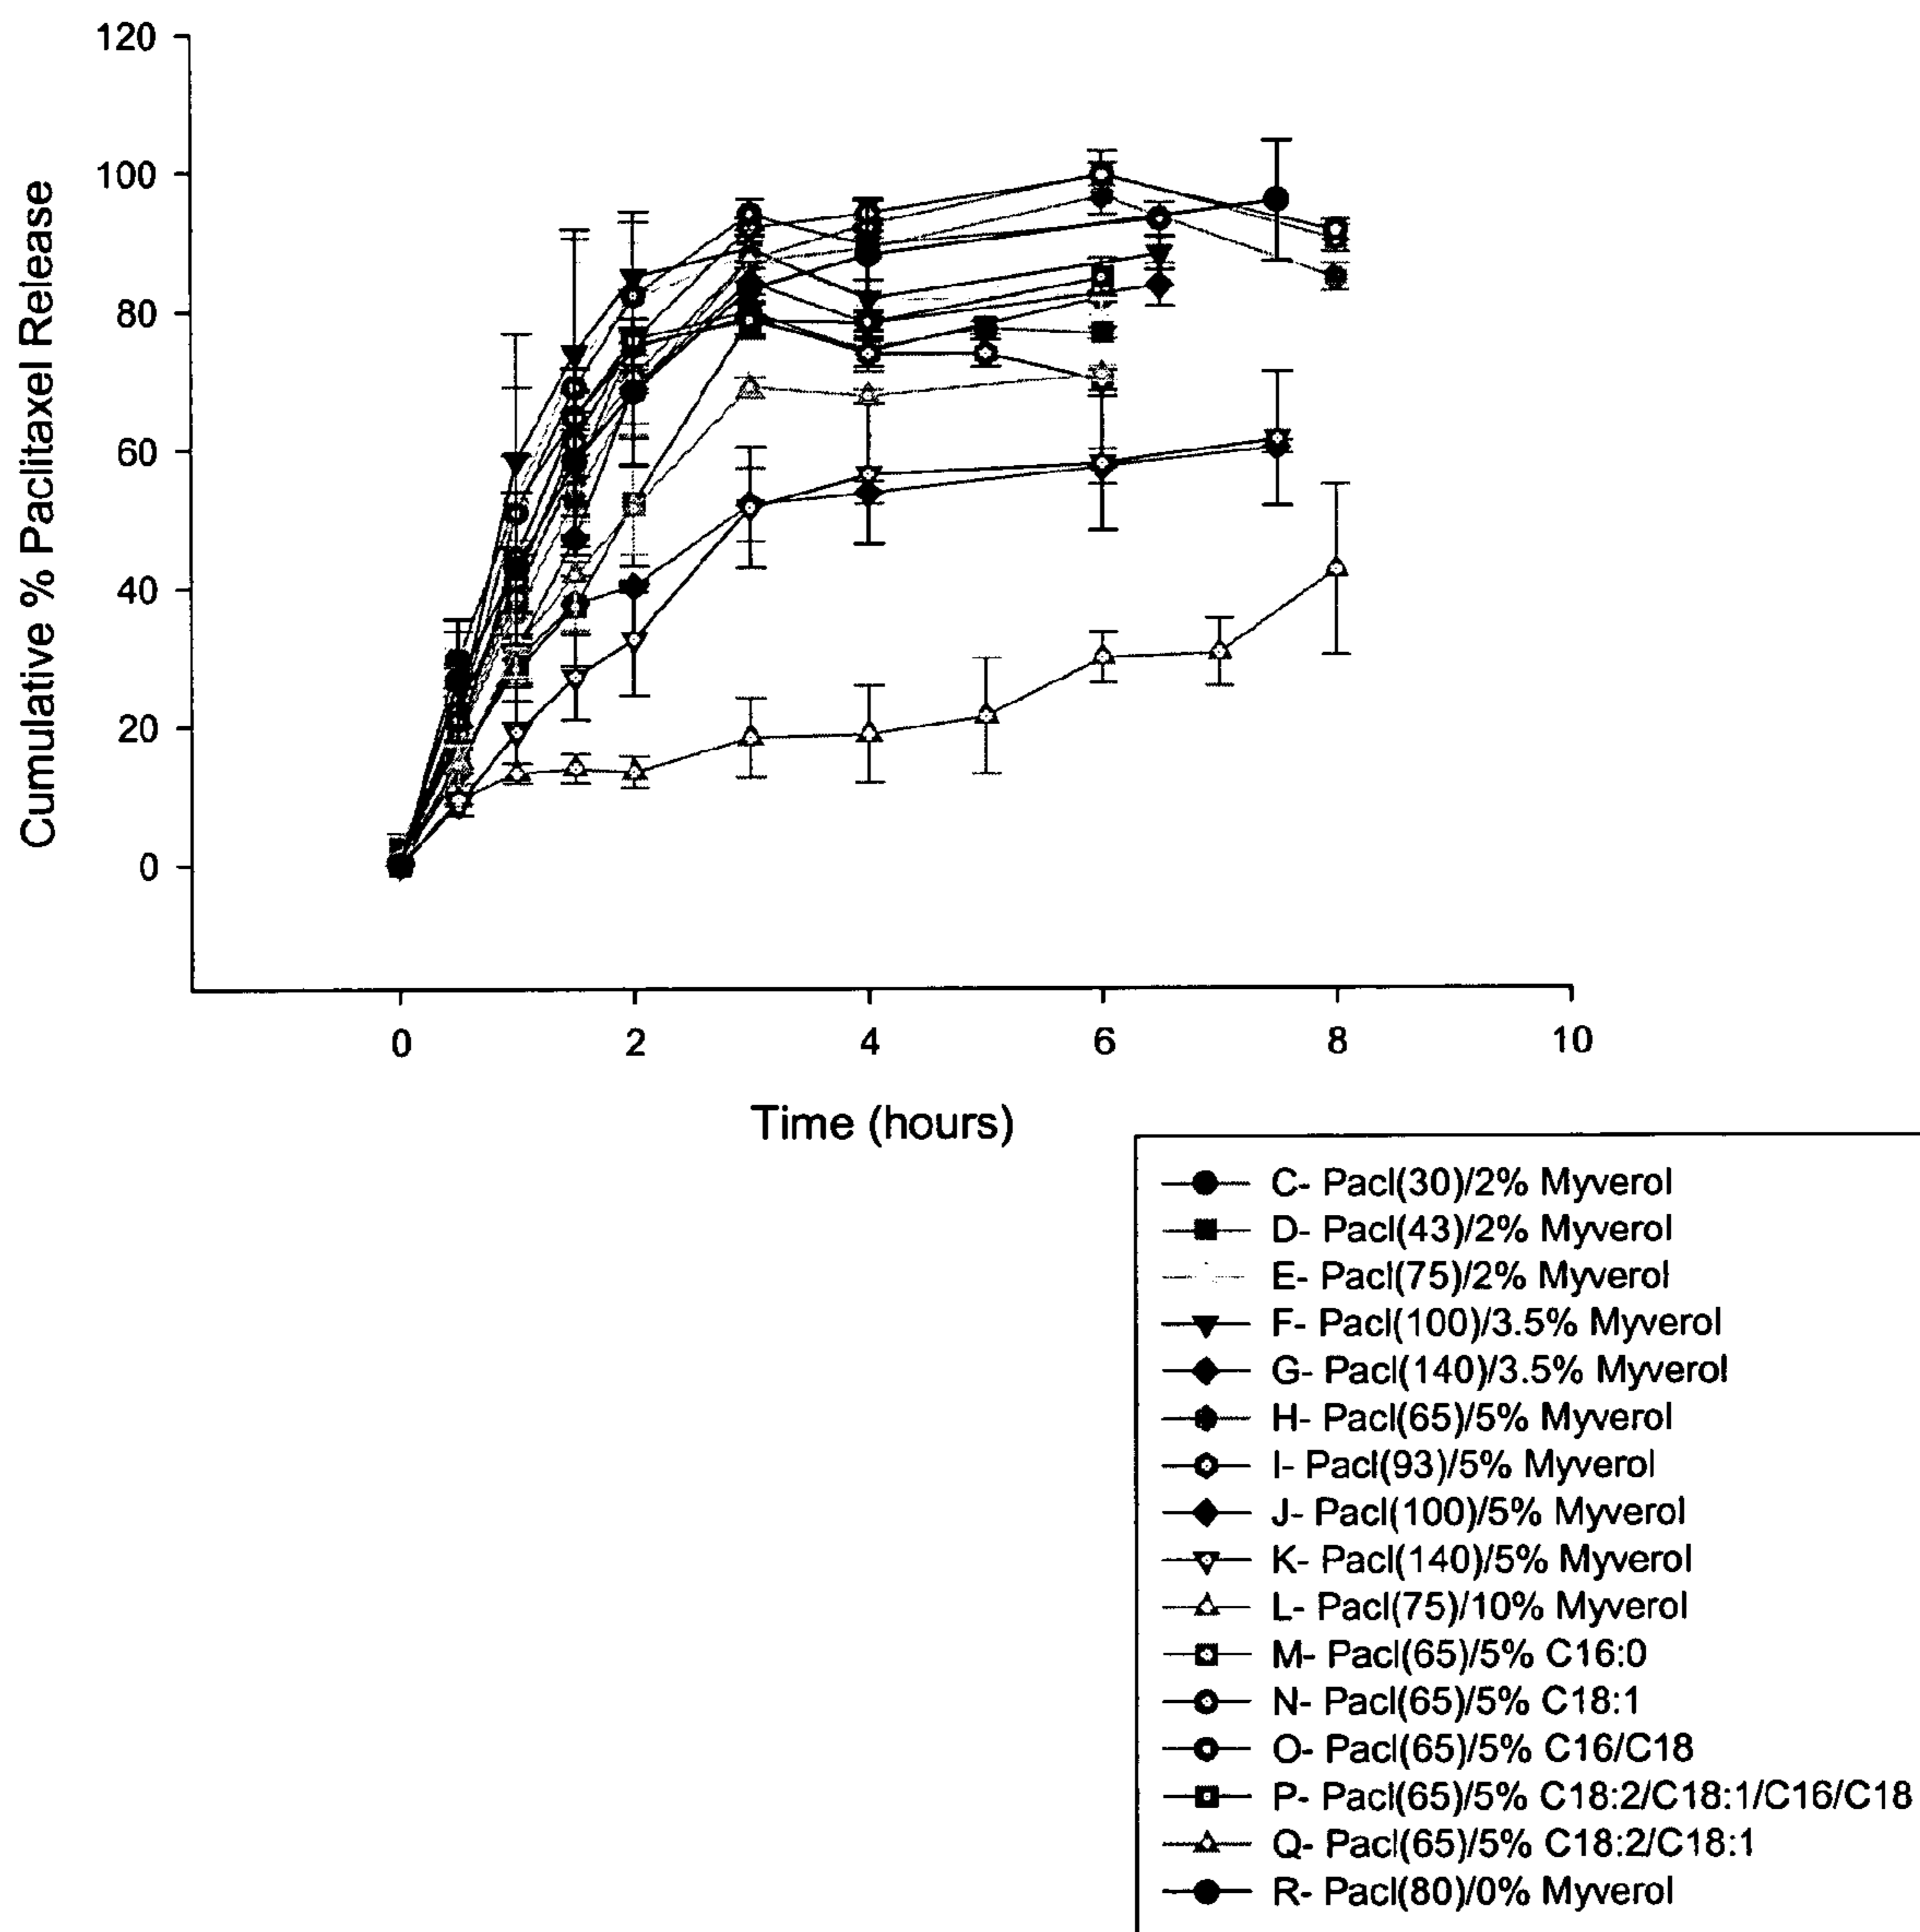 120
100
80
60
40
20
0
Cumulative % Paclitaxel Release
0 2 4 6 8 10
Time (hours)
C- Pacl(30)/2% Myverol
D- Pacl(43)/2% Myverol
E- Pacl(75)/2% Myverol
F- Pacl(100)/3.5% Myverol
G- Pacl(140)/3.5% Myverol
H- Pacl(65)/5% Myverol
I- Pacl(93)/5% Myverol
J- Pacl(100)/5% Myverol
K- Pacl(140)/5% Myverol
L- Pacl(75)/10% Myverol
M- Pacl(65)/5% C16:0
N- Pacl(65)/5% C18:1
O- Pacl(65)/5% C16/C18
P- Pacl(65)/5% C18:2/C18:1/C16/C18
Q- Pacl(65)/5% C18:2/C18:1
R- Pacl(80)/0% Myverol